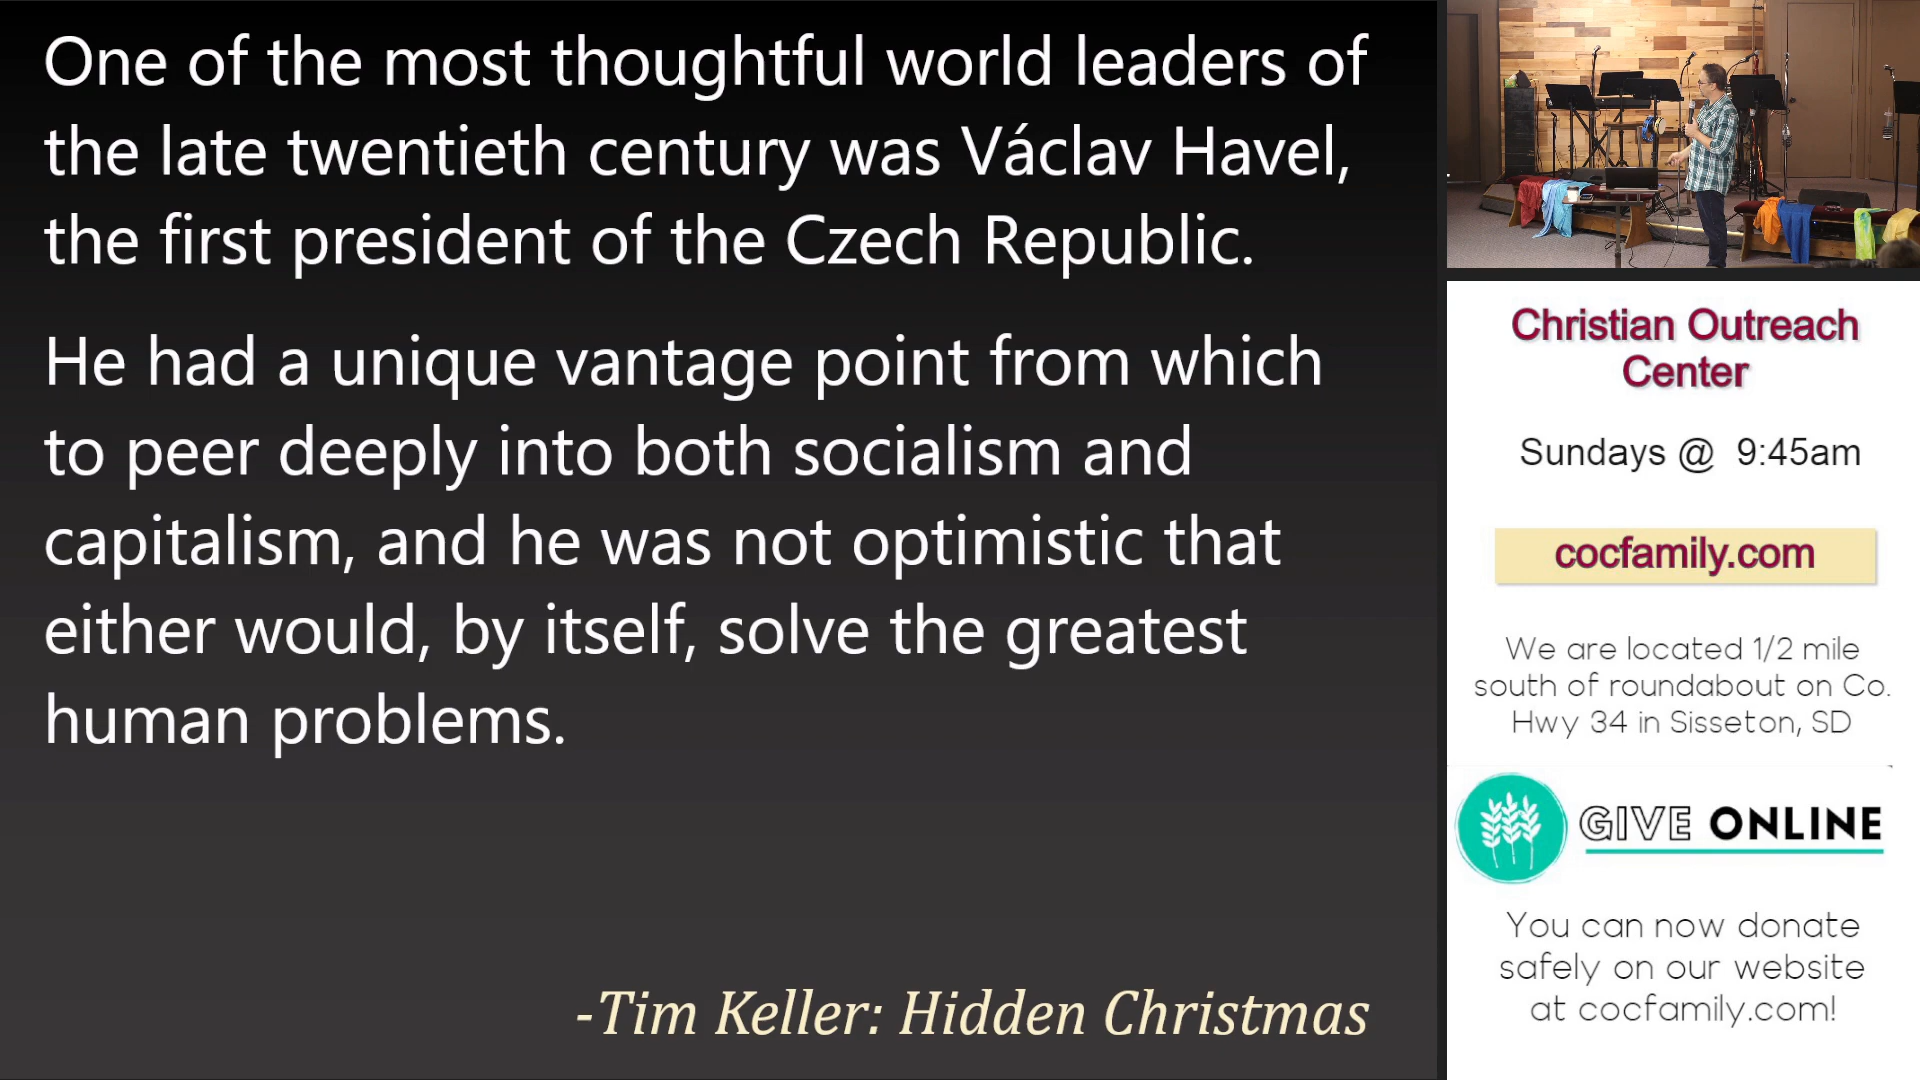 One of the most thoughtful world leaders of
the late twentieth century was Václav Havel,
the first president of the Czech Republic.
He had a unique vantage point from which
to peer deeply into both socialism and
capitalism, and he was not optimistic that
either would, by itself, solve the greatest
human problems.
-Tim Keller: Hidden Christmas
Christian Outreach
Center
Sundays @ 9:45am
cocfamily.com
We are located 1/2 mile
south of roundabout on Co.
Hwy 34 in Sisseton, SD
GIVE ONLINE
You can now donate
safely on our website
at cocfamily.com!